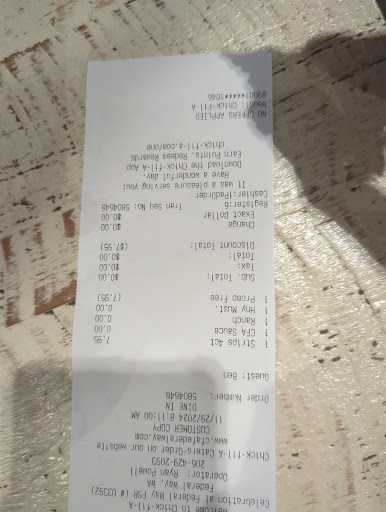 Welcome to Chick-fil-A
Celebration at Federal Way FSR (# 03392)
Federal Way, WA
Operator: Ryan Powell
206-429-2093
Chick-fil-A Order-Caters on our website
www.cfafederalway.com
CUSTOMER COPY
11/29/2024 6:11:00 AM
DINE IN
Order Number: 5804648
Guest: Ben
1 Strips 4ct 7.95
1 CFA Sauce 0.00
1 Ranch 0.00
1 Hny Must. 0.00
1 Promo Free (7.95)
Sub. Total: $0.00
Tax: $0.00
Total: $0.00
Discount Total: ($7.95)
Change $0.00
Exact Dollar $0.00
Register:9 Tran Seq No: 5804648
Cashier:iPadOrder
It was a pleasure serving you!
Have a wonderful day.
Download the Chick Fil-A App
Earn Points, Redeem Rewards
chick-fil-a.com/one
NO OFFERS APPLIED
89001: Chick-Fil-A
89001******1046